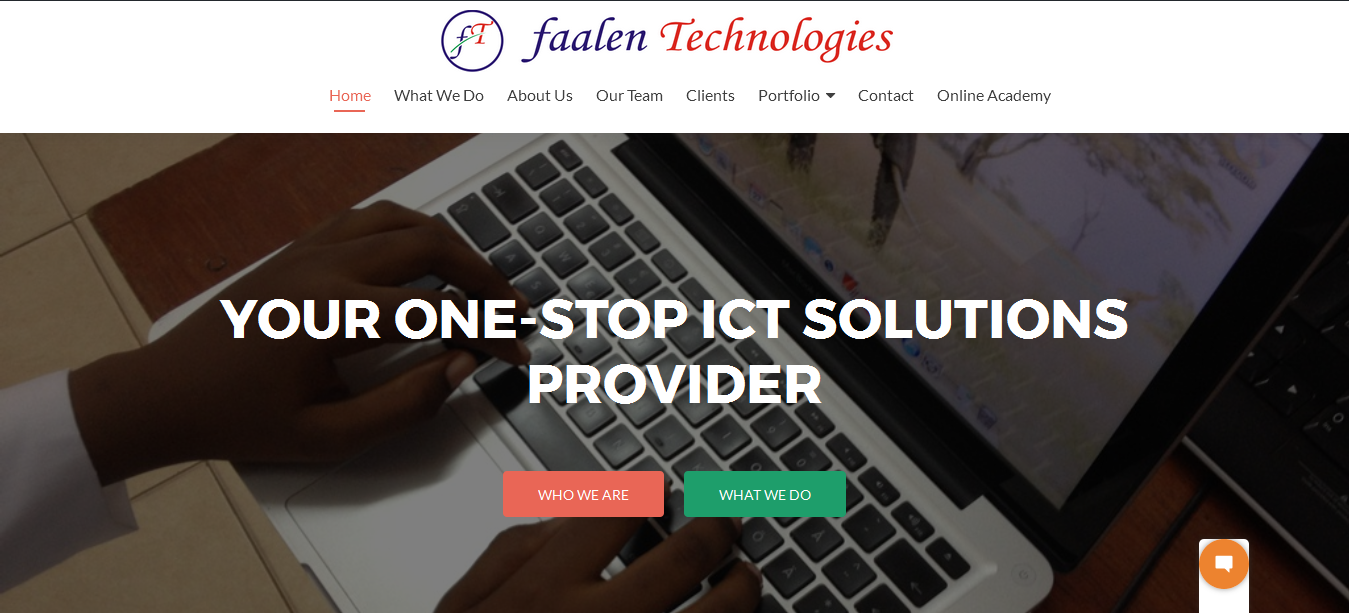 fT faalen Technologies
Home What We Do About Us Our Team Clients Portfolio Contact Online Academy
YOUR ONE-STOP ICT SOLUTIONS
PROVIDER
WHO WE ARE WHAT WE DO